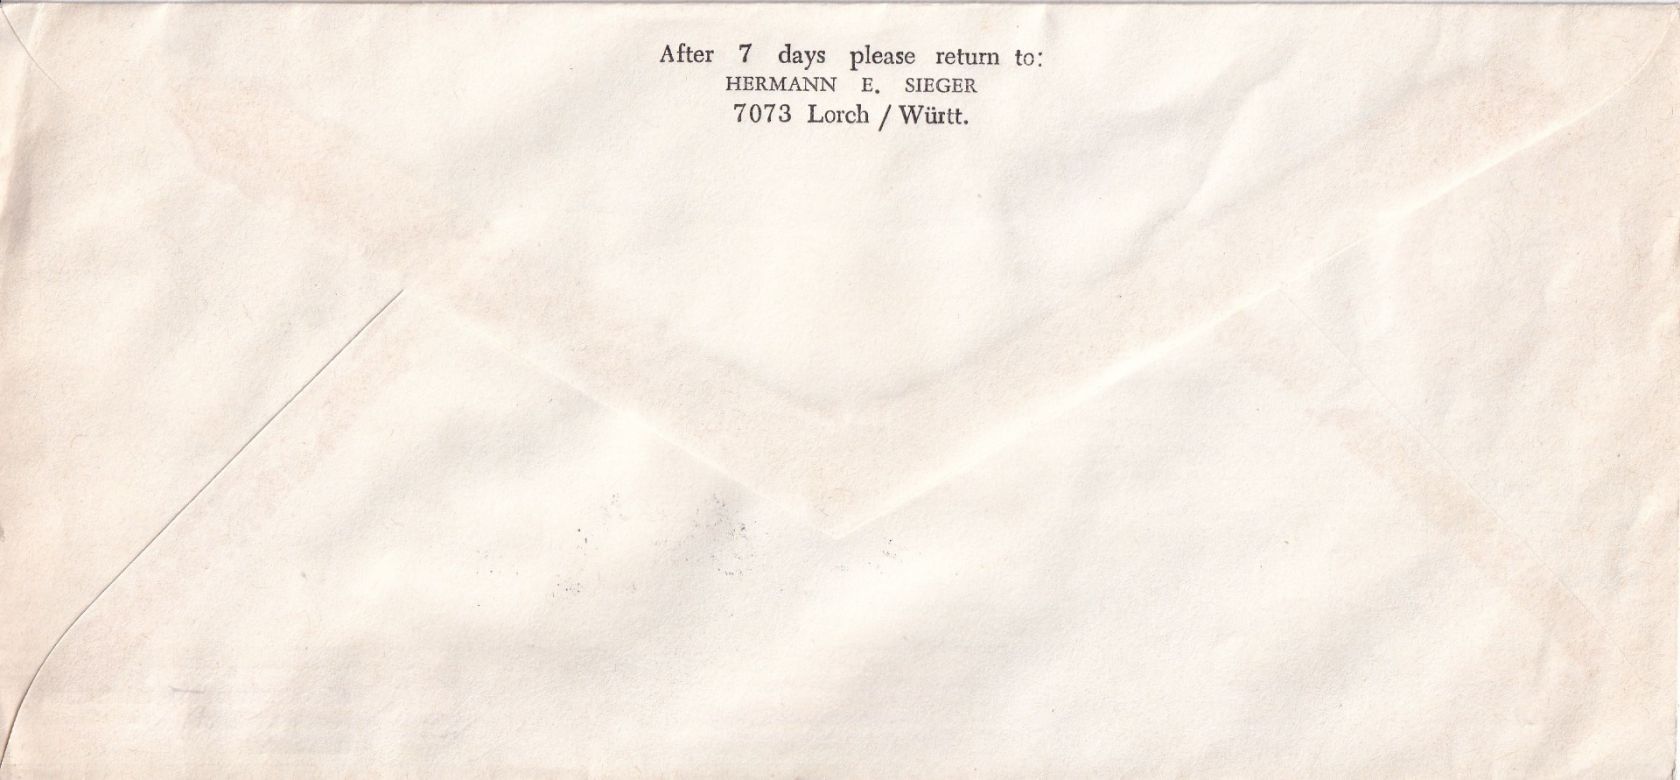 After 7 days please return to:
HERMANN E. SIEGER
7073 Lorch / Württ.